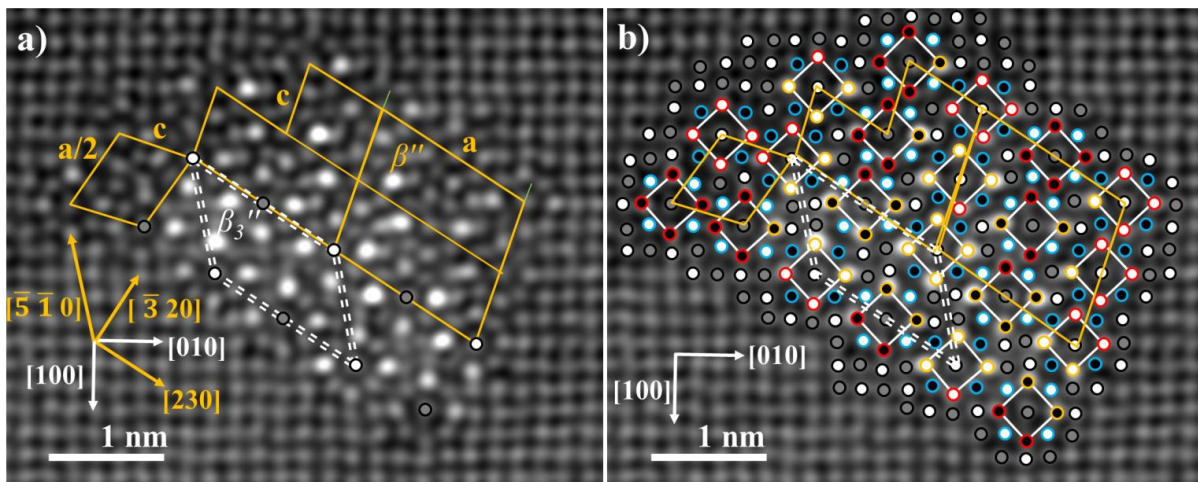 a)
a/2
c
c
a
β''
β₃''
[5̅ 1̅ 0]
[3̅ 20]
[010]
[100]
[230]
1 nm
b)
[010]
[100]
1 nm